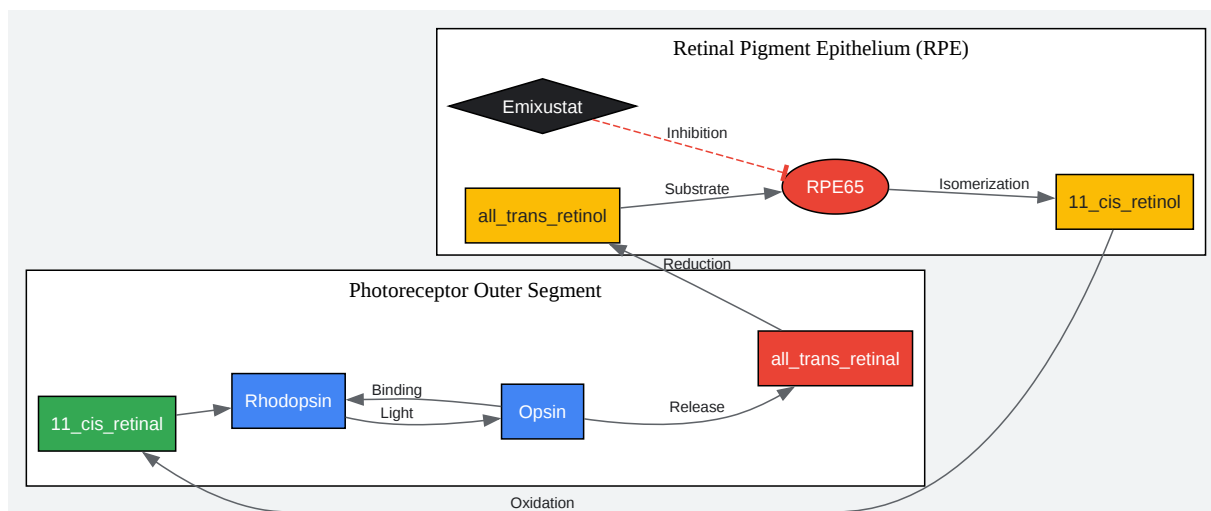 Retinal Pigment Epithelium (RPE)
Emixustat
Inhibition
RPE65
all_trans_retinol
Substrate
Isomerization
11_cis_retinol
Reduction
Photoreceptor Outer Segment
all_trans_retinal
Rhodopsin
Binding
Light
Opsin
Release
11_cis_retinal
Oxidation